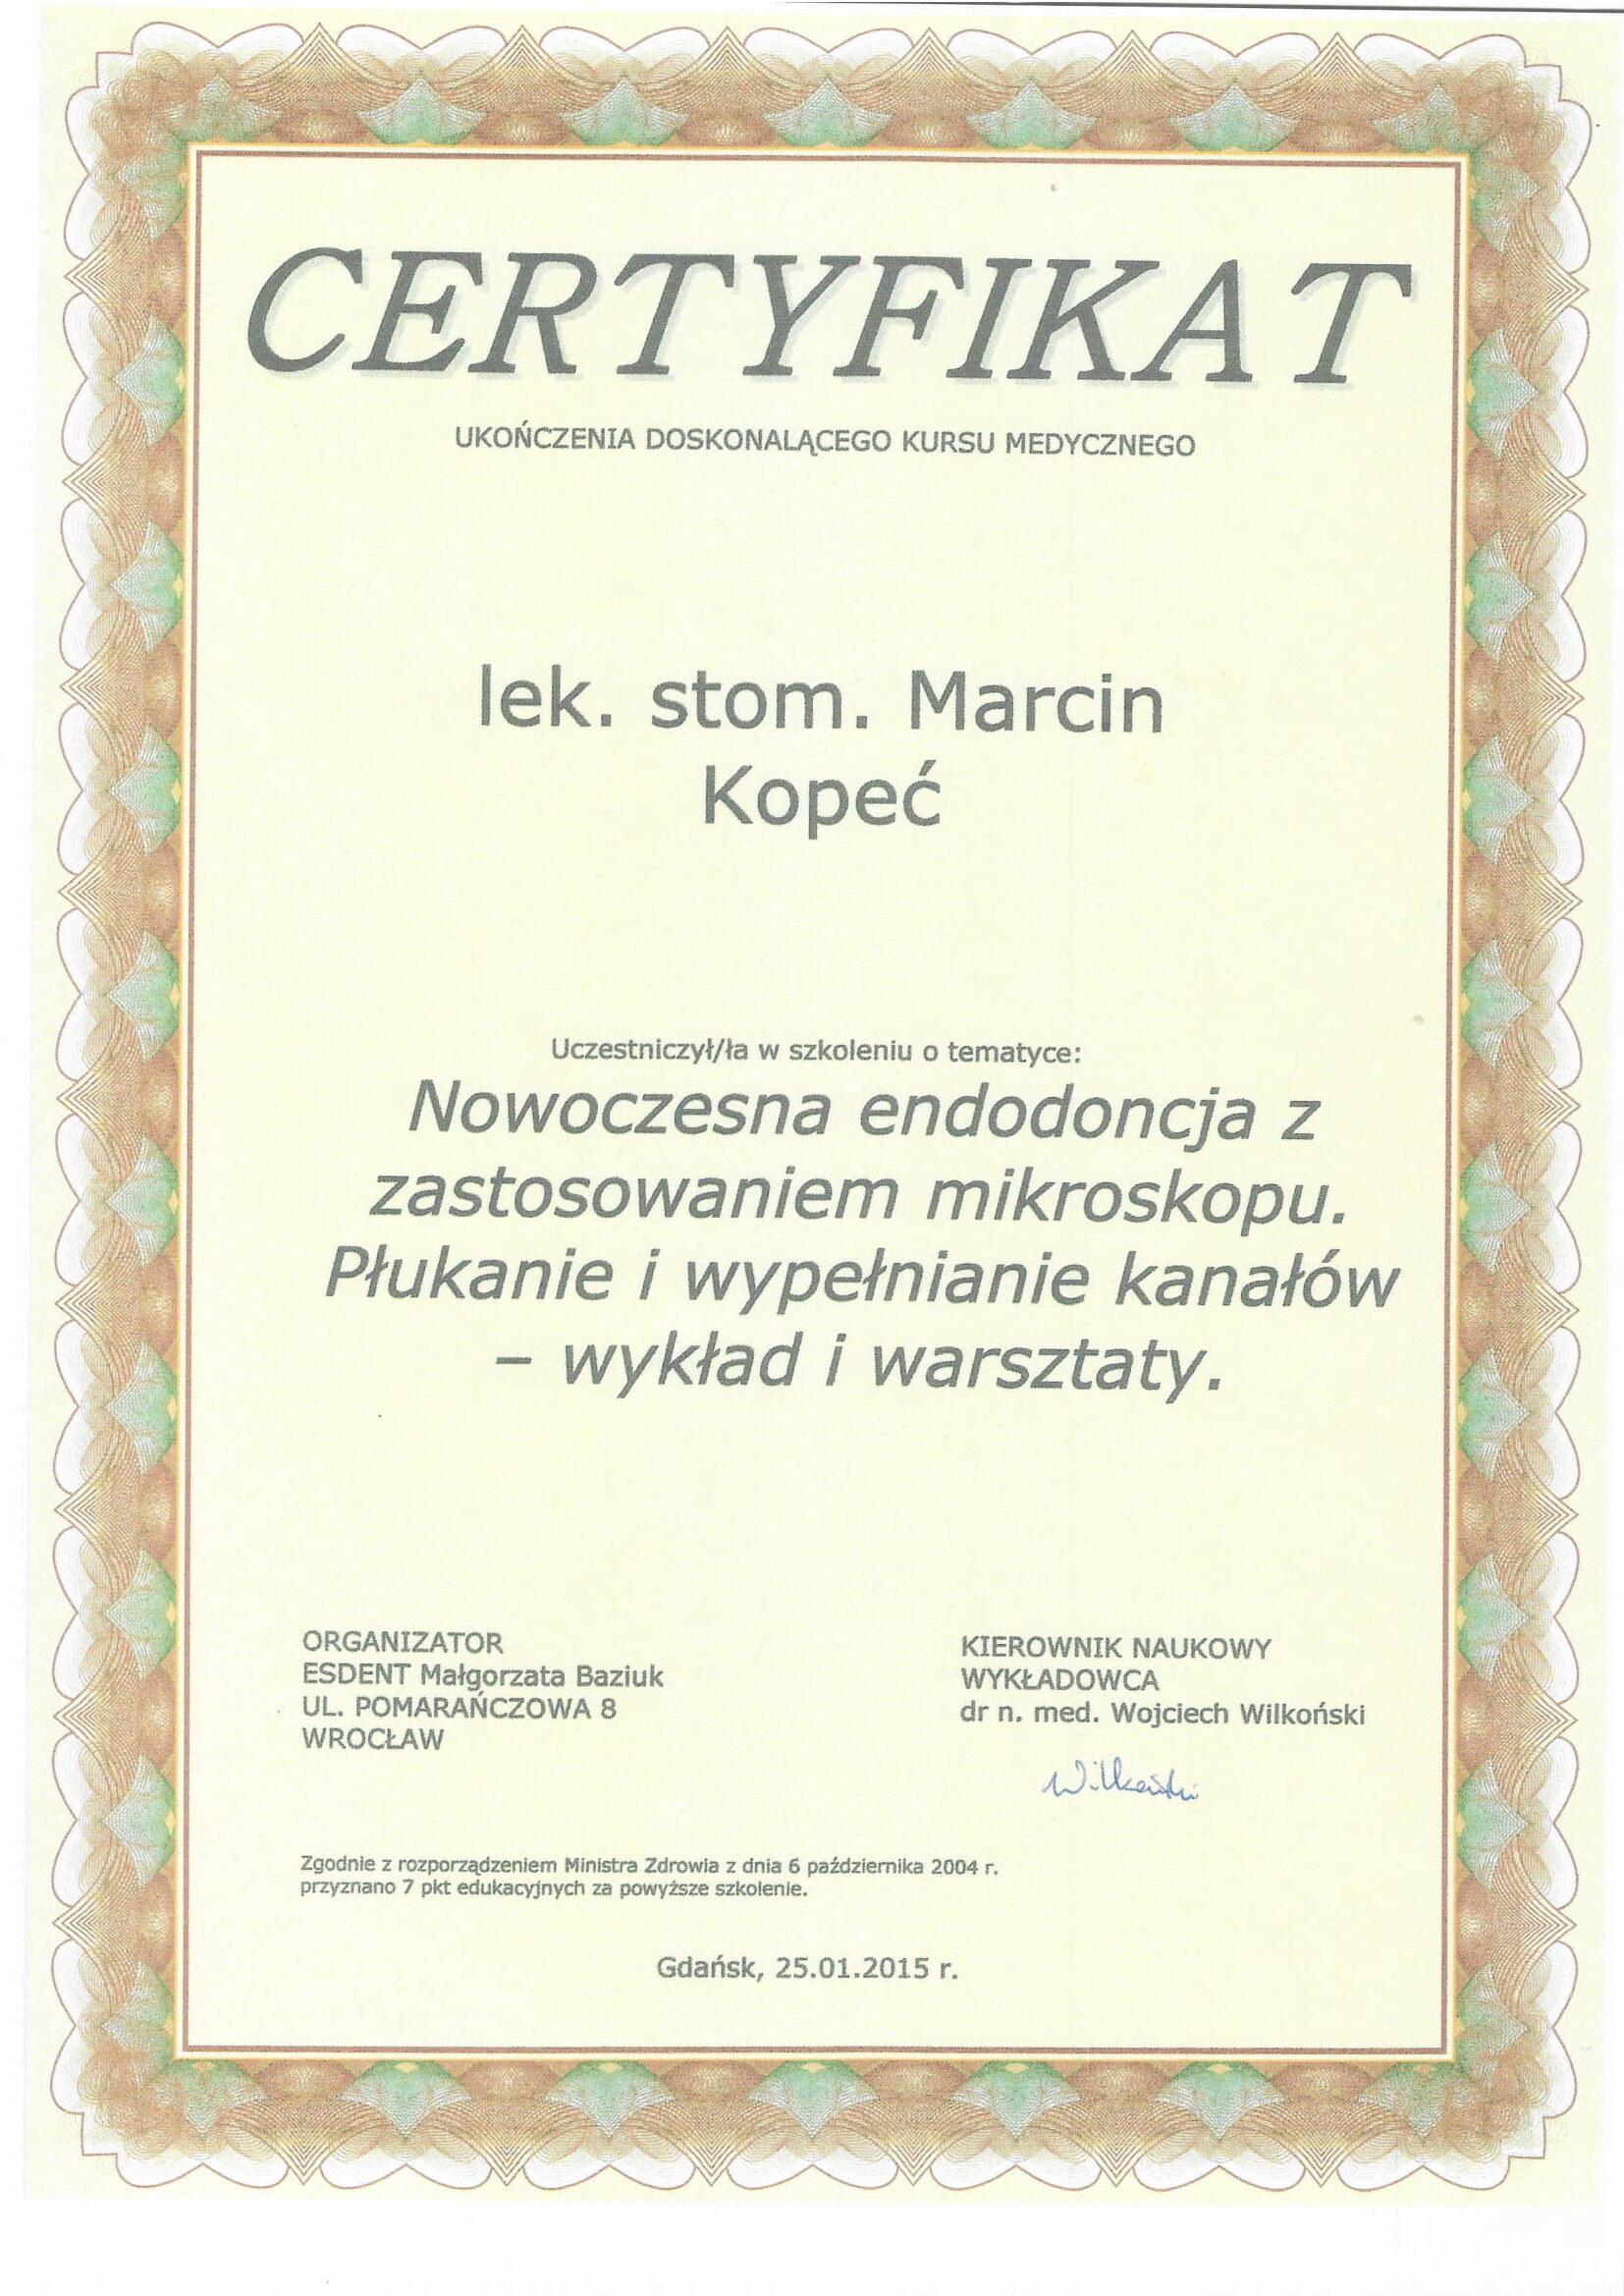 CERTYFIKAT
UKOŃCZENIA DOSKONALĄCEGO KURSU MEDYCZNEGO
lek. stom. Marcin
Kopeć
Uczestniczył/ła w szkoleniu o tematyce:
Nowoczesna endodoncja z
zastosowaniem mikroskopu.
Płukanie i wypełnianie kanałów
– wykład i warsztaty.
ORGANIZATOR
ESDENT Małgorzata Baziuk
UL. POMARAŃCZOWA 8
WROCŁAW
KIEROWNIK NAUKOWY
WYKŁADOWCA
dr n. med. Wojciech Wilkoński
Wilkoński
Zgodnie z rozporządzeniem Ministra Zdrowia z dnia 6 października 2004 r.
przyznano 7 pkt edukacyjnych za powyższe szkolenie.
Gdańsk, 25.01.2015 r.